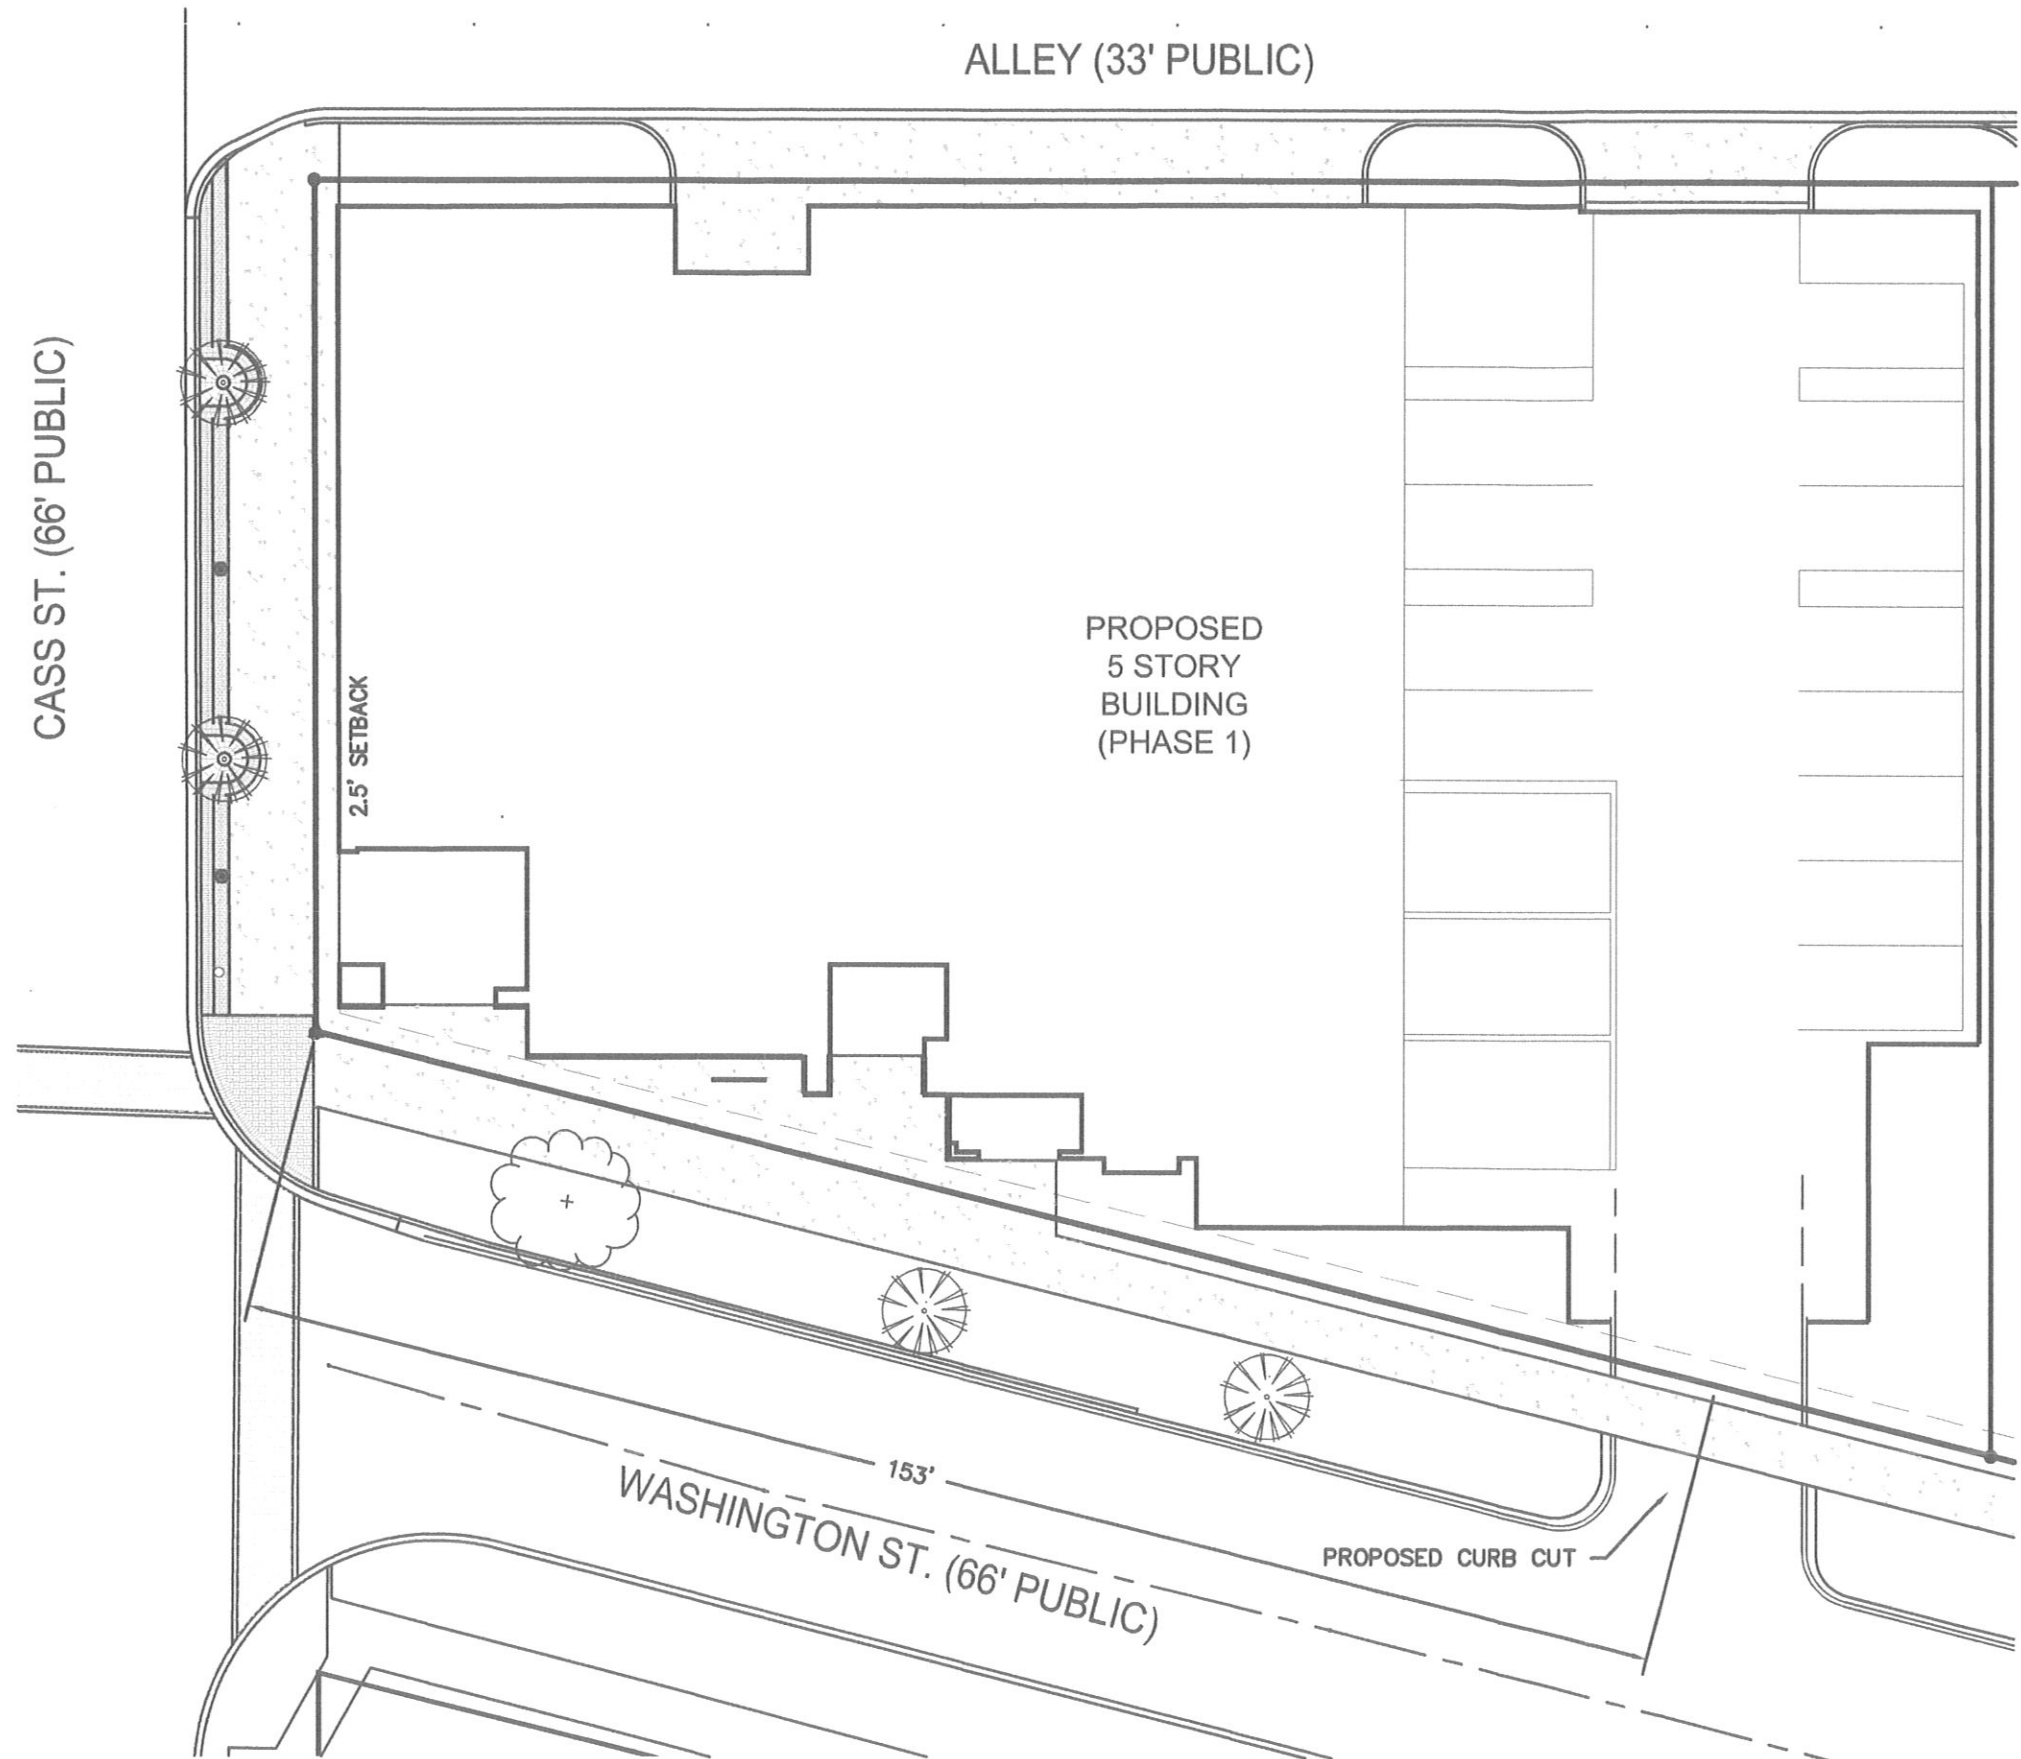 ALLEY (33' PUBLIC)
CASS ST. (66' PUBLIC)
PROPOSED
5 STORY
BUILDING
(PHASE 1)
2.5' SETBACK
153'
WASHINGTON ST. (66' PUBLIC)
PROPOSED CURB CUT